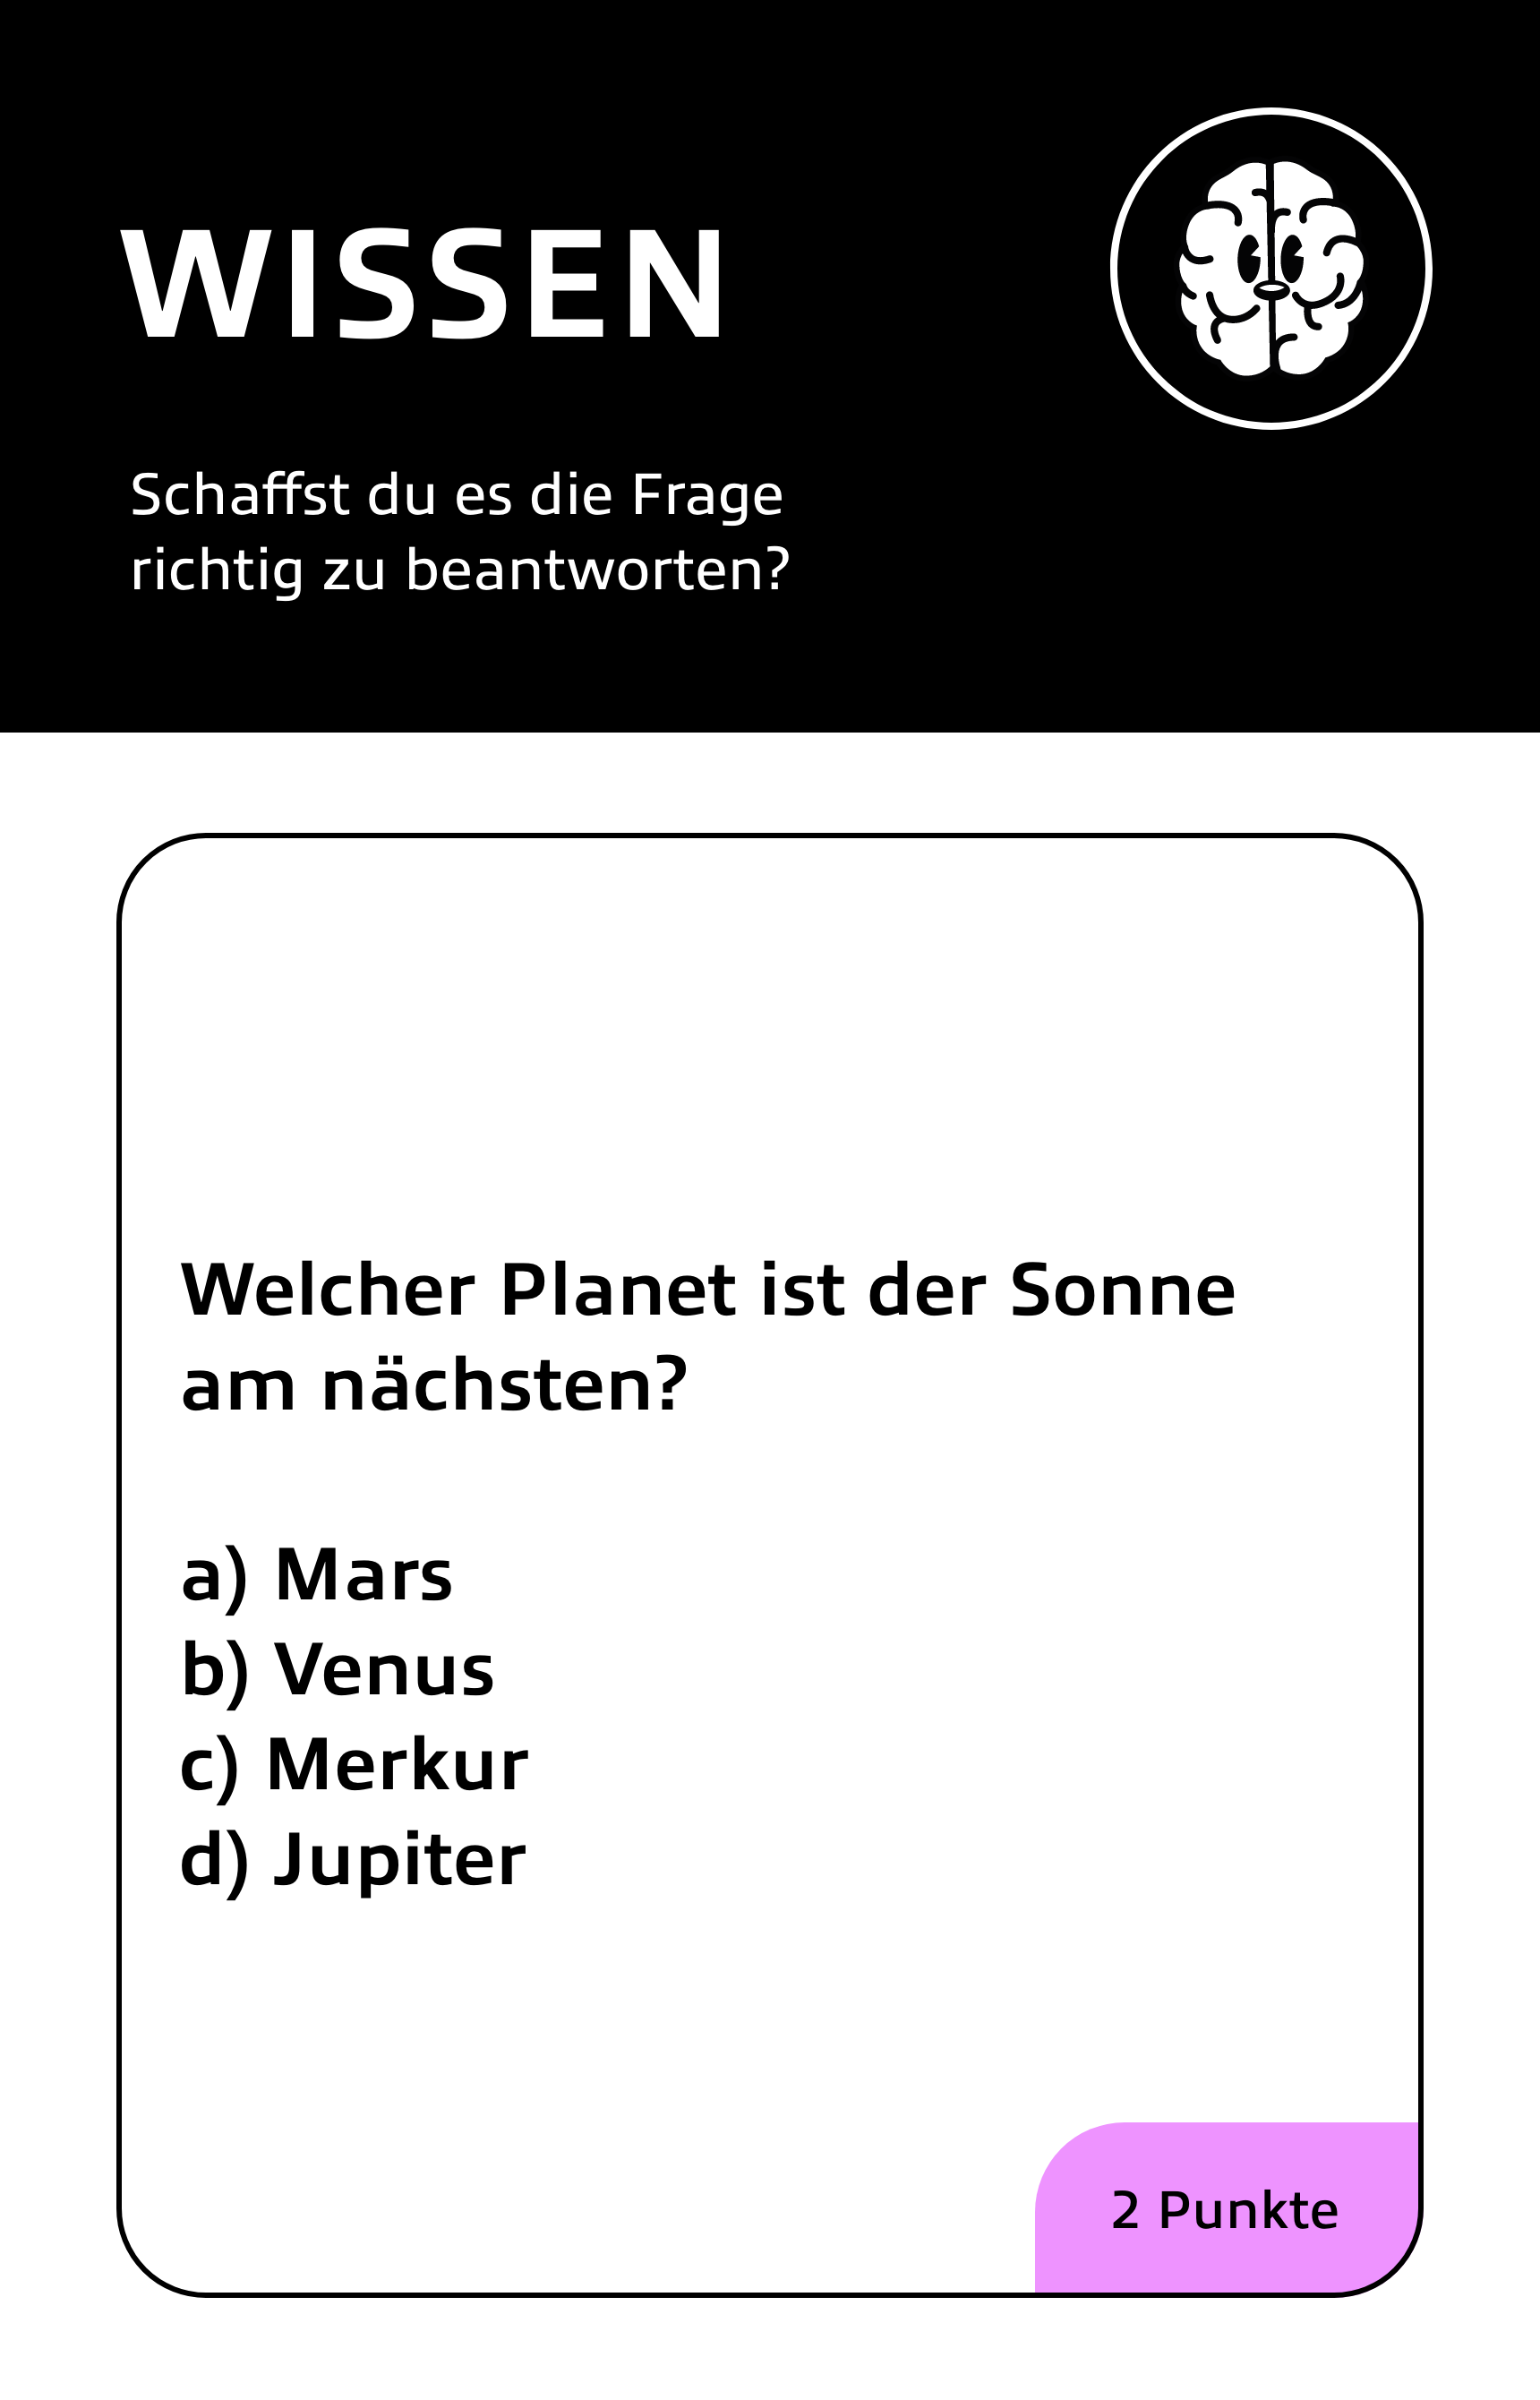 WISSEN
Schaffst du es die Frage
richtig zu beantworten?
Welcher Planet ist der Sonne
am nächsten?
a) Mars
b) Venus
c) Merkur
d) Jupiter
2 Punkte